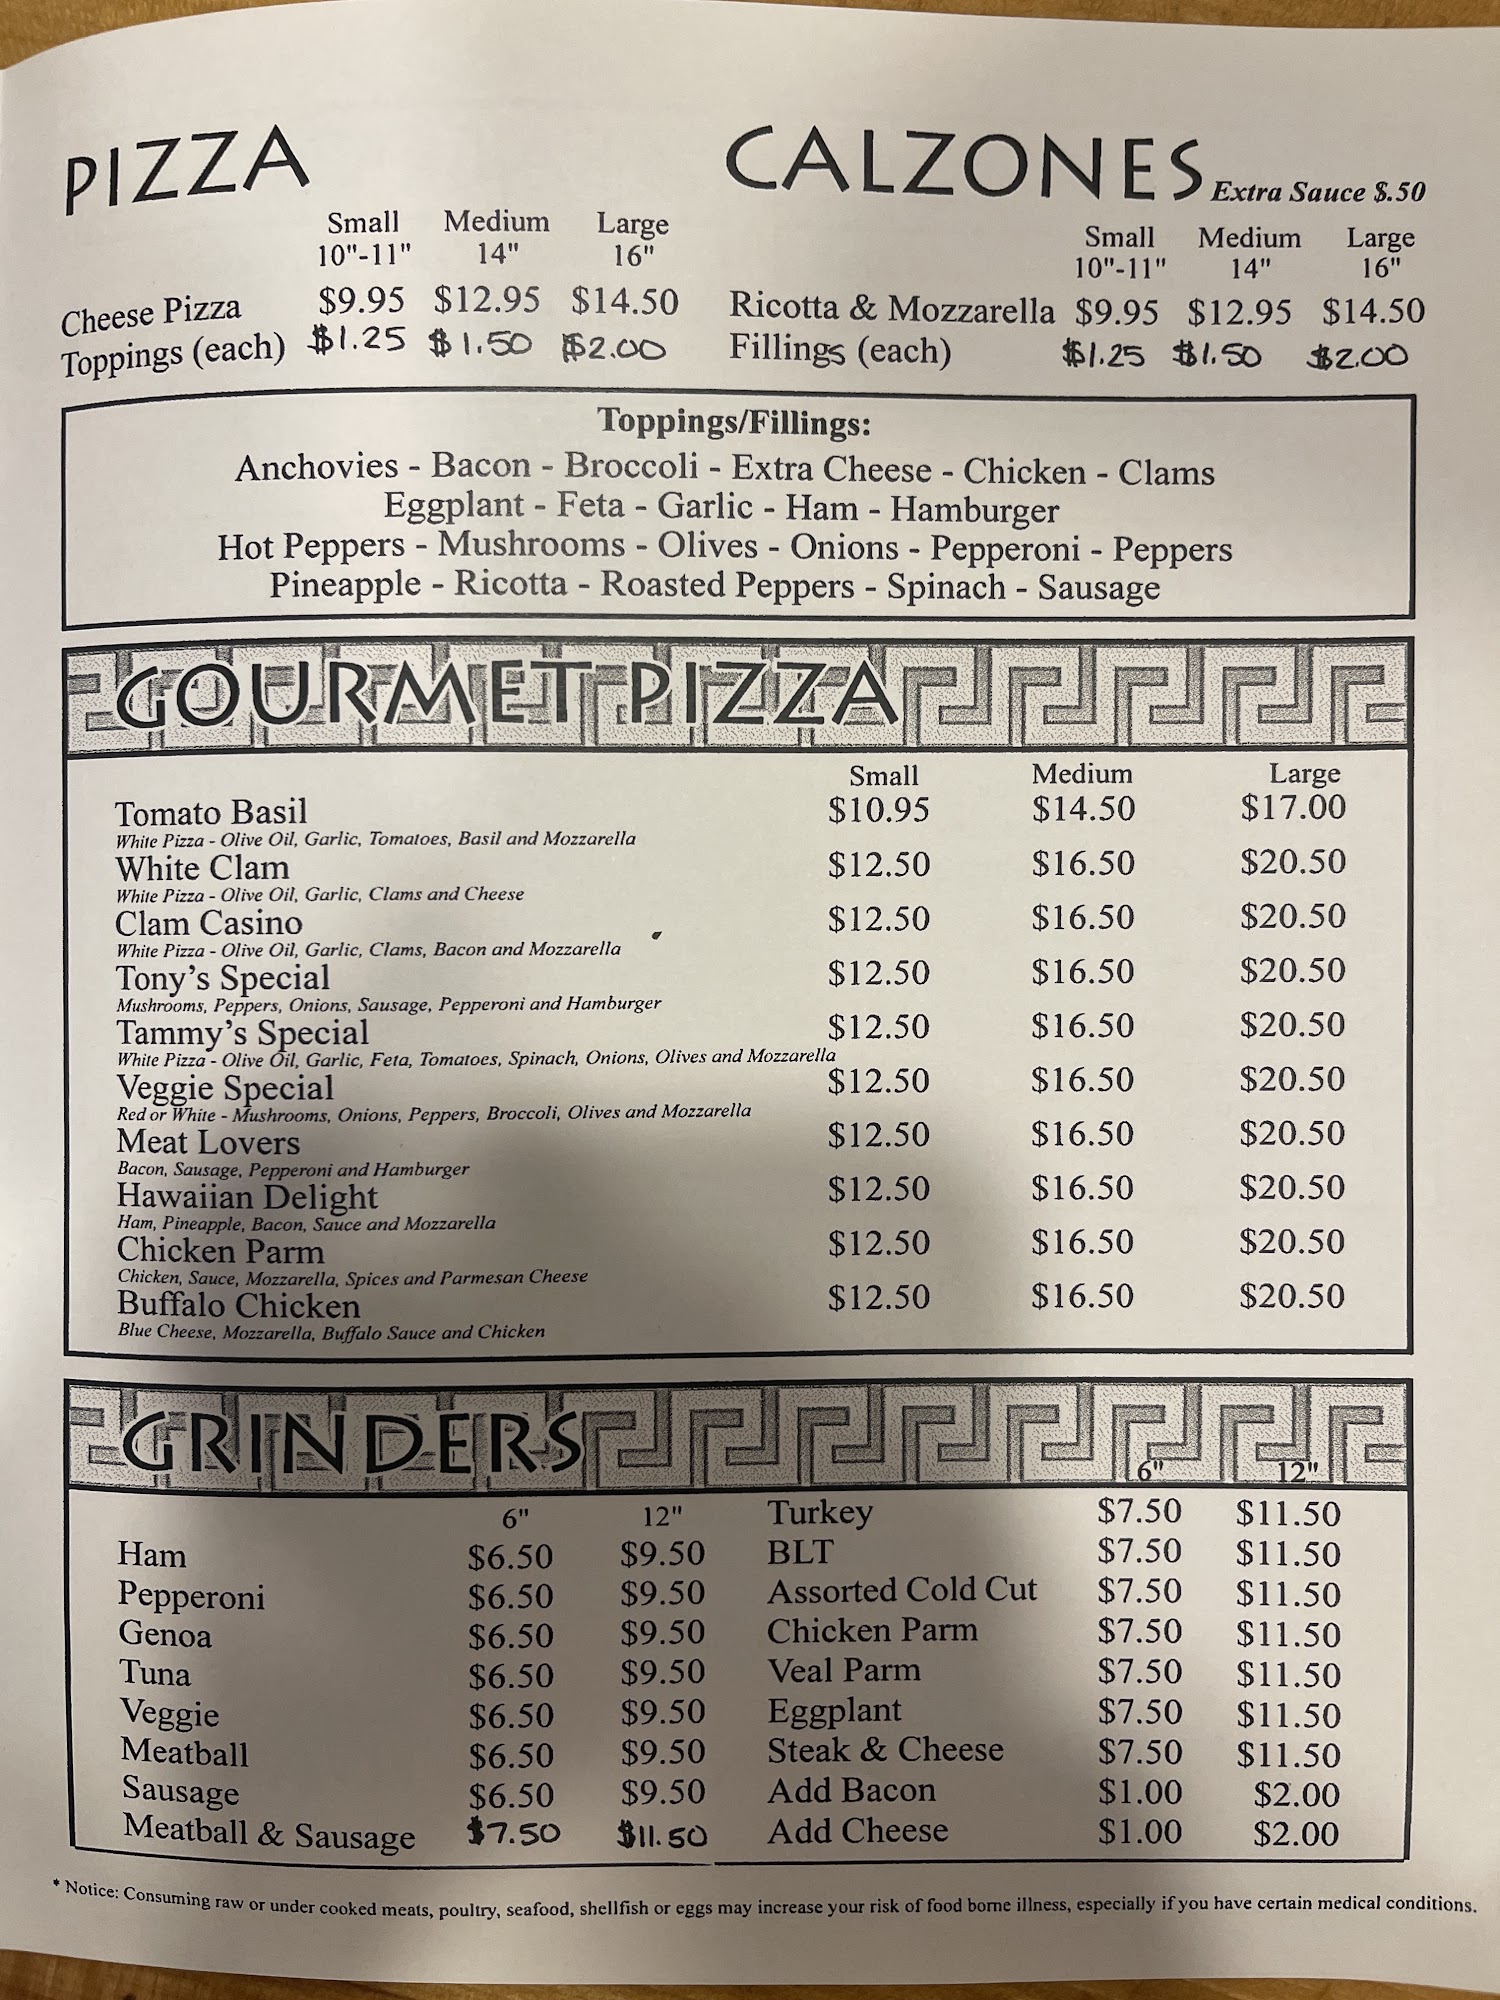 PIZZA
Small Medium Large
10"-11" 14" 16"
Cheese Pizza $9.95 $12.95 $14.50
Toppings (each) $1.25 $1.50 $2.00
CALZONES Extra Sauce $.50
Small Medium Large
10"-11" 14" 16"
Ricotta & Mozzarella $9.95 $12.95 $14.50
Fillings (each) $1.25 $1.50 $2.00
Toppings/Fillings:
Anchovies - Bacon - Broccoli - Extra Cheese - Chicken - Clams
Eggplant - Feta - Garlic - Ham - Hamburger
Hot Peppers - Mushrooms - Olives - Onions - Pepperoni - Peppers
Pineapple - Ricotta - Roasted Peppers - Spinach - Sausage
GOURMET PIZZA
Small Medium Large
Tomato Basil $10.95 $14.50 $17.00
White Pizza - Olive Oil, Garlic, Tomatoes, Basil and Mozzarella
White Clam $12.50 $16.50 $20.50
White Pizza - Olive Oil, Garlic, Clams and Cheese
Clam Casino $12.50 $16.50 $20.50
White Pizza - Olive Oil, Garlic, Clams, Bacon and Mozzarella
Tony's Special $12.50 $16.50 $20.50
Mushrooms, Peppers, Onions, Sausage, Pepperoni and Hamburger
Tammy's Special $12.50 $16.50 $20.50
White Pizza - Olive Oil, Garlic, Feta, Tomatoes, Spinach, Onions, Olives and Mozzarella
Veggie Special $12.50 $16.50 $20.50
Red or White - Mushrooms, Onions, Peppers, Broccoli, Olives and Mozzarella
Meat Lovers $12.50 $16.50 $20.50
Bacon, Sausage, Pepperoni and Hamburger
Hawaiian Delight $12.50 $16.50 $20.50
Ham, Pineapple, Bacon, Sauce and Mozzarella
Chicken Parm $12.50 $16.50 $20.50
Chicken, Sauce, Mozzarella, Spices and Parmesan Cheese
Buffalo Chicken $12.50 $16.50 $20.50
Blue Cheese, Mozzarella, Buffalo Sauce and Chicken
GRINDERS
6" 12"
Ham $6.50 $9.50
Pepperoni $6.50 $9.50
Genoa $6.50 $9.50
Tuna $6.50 $9.50
Veggie $6.50 $9.50
Meatball $6.50 $9.50
Sausage $6.50 $9.50
Meatball & Sausage $7.50 $11.50
6" 12"
Turkey $7.50 $11.50
BLT $7.50 $11.50
Assorted Cold Cut $7.50 $11.50
Chicken Parm $7.50 $11.50
Veal Parm $7.50 $11.50
Eggplant $7.50 $11.50
Steak & Cheese $7.50 $11.50
Add Bacon $1.00 $2.00
Add Cheese $1.00 $2.00
* Notice: Consuming raw or under cooked meats, poultry, seafood, shellfish or eggs may increase your risk of food borne illness, especially if you have certain medical conditions.